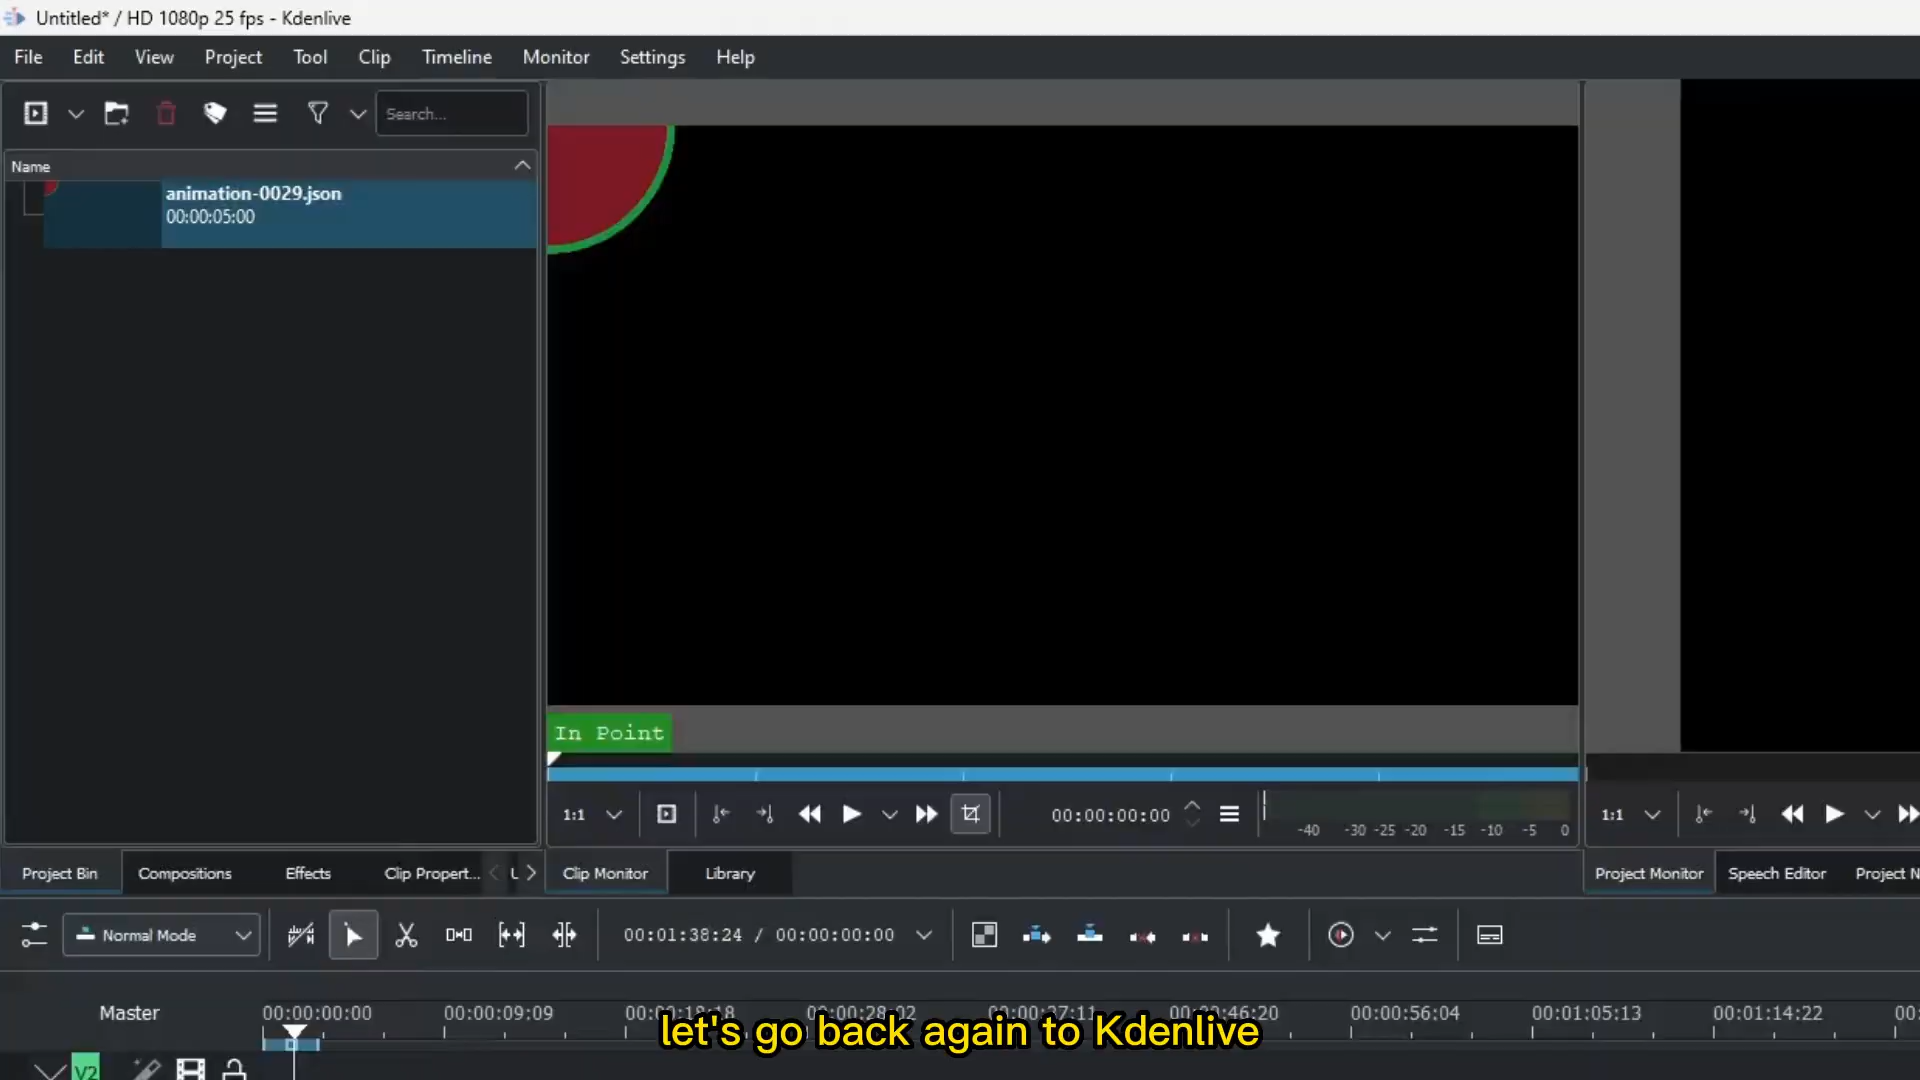 Untitled* / HD 1080p 25 fps - Kdenlive
File Edit View Project Tool Clip Timeline Monitor Settings Help
Search...
Name
animation-0029.json
00:00:05:00
In Point
1:1 00:00:00:00 -40 -30 -25 -20 -15 -10 -5 0 1:1
Project Bin Compositions Effects Clip Propert... Clip Monitor Library Project Monitor Speech Editor Project N
Normal Mode 00:01:38:24 / 00:00:00:00
Master 00:00:00:00 00:00:09:09 00:00:18:18 00:00:28:02 00:00:37:11 00:00:46:20 00:00:56:04 00:01:05:13 00:01:14:22 00:
let's go back again to Kdenlive
V2